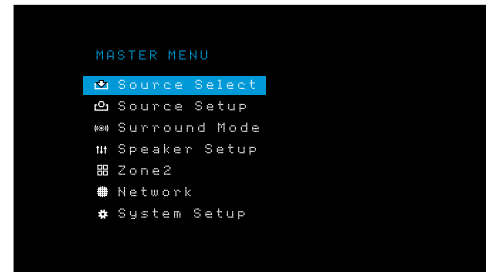 MASTER MENU
Source Select
Source Setup
Surround Mode
Speaker Setup
Zone2
Network
System Setup